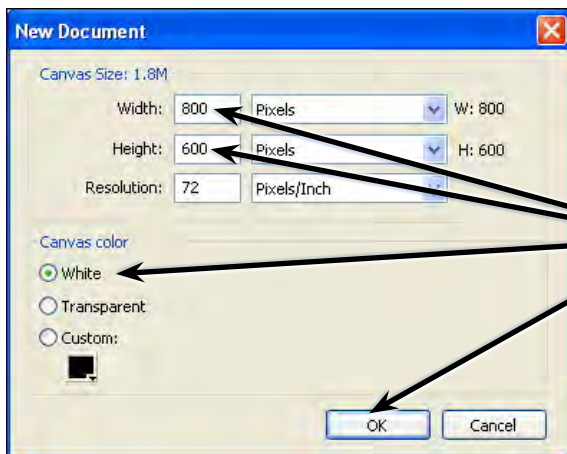 New Document
Canvas Size: 1.8M
Width: 800 Pixels W: 800
Height: 600 Pixels H: 600
Resolution: 72 Pixels/Inch
Canvas color
White
Transparent
Custom:
OK Cancel